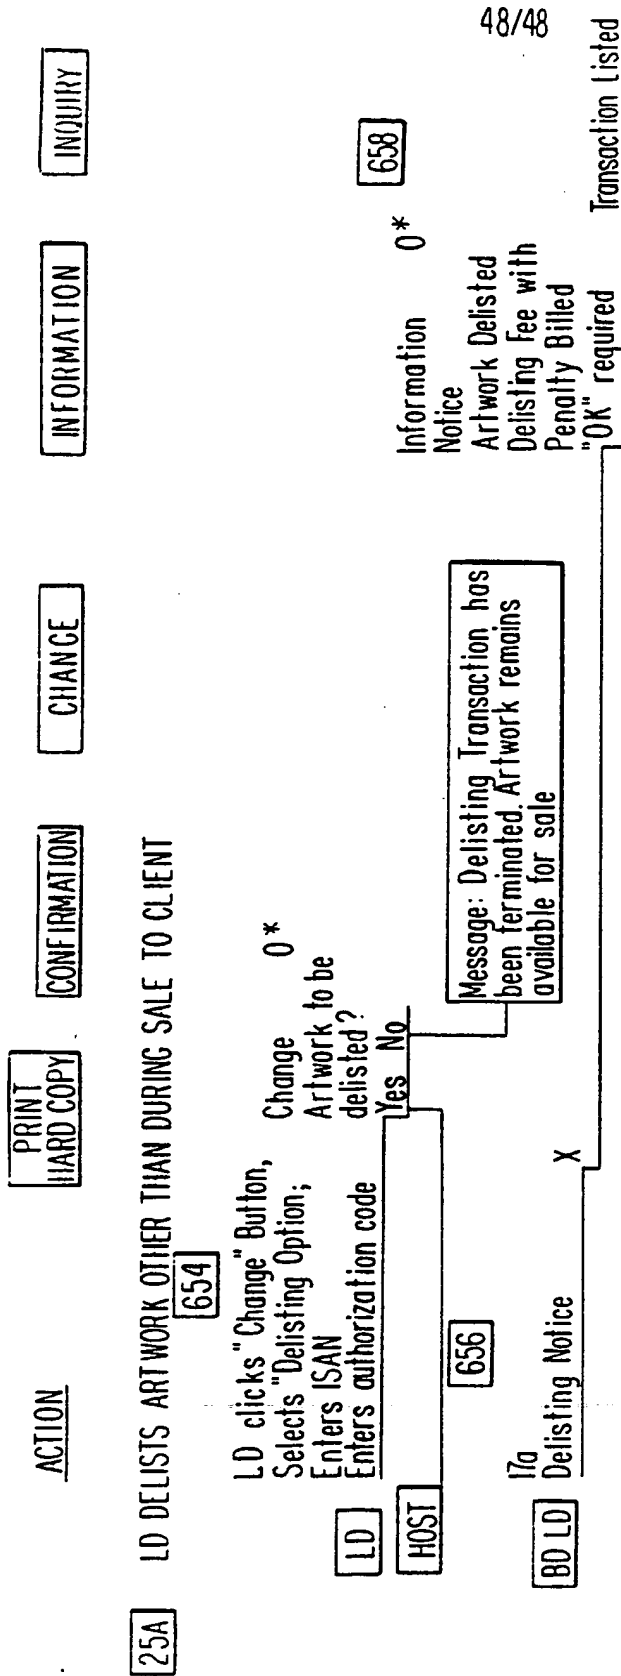 48/48
ACTION
PRINT
HARD COPY
CONFIRMATION
CHANGE
INFORMATION
INQUIRY
25A
LD DELISTS ARTWORK OTHER THAN DURING SALE TO CLIENT
654
LD clicks "Change" Button,
Selects "Delisting Option;
Enters ISAN
Enters authorization code
Change 0*
Artwork to be
delisted?
Yes No
LD
HOST
656
Message: Delisting Transaction has
been terminated. Artwork remains
available for sale
Information 0*
Notice
Artwork Delisted
Delisting Fee with
Penalty Billed
"OK" required
658
BD LD
17a
Delisting Notice
X
Transaction Listed